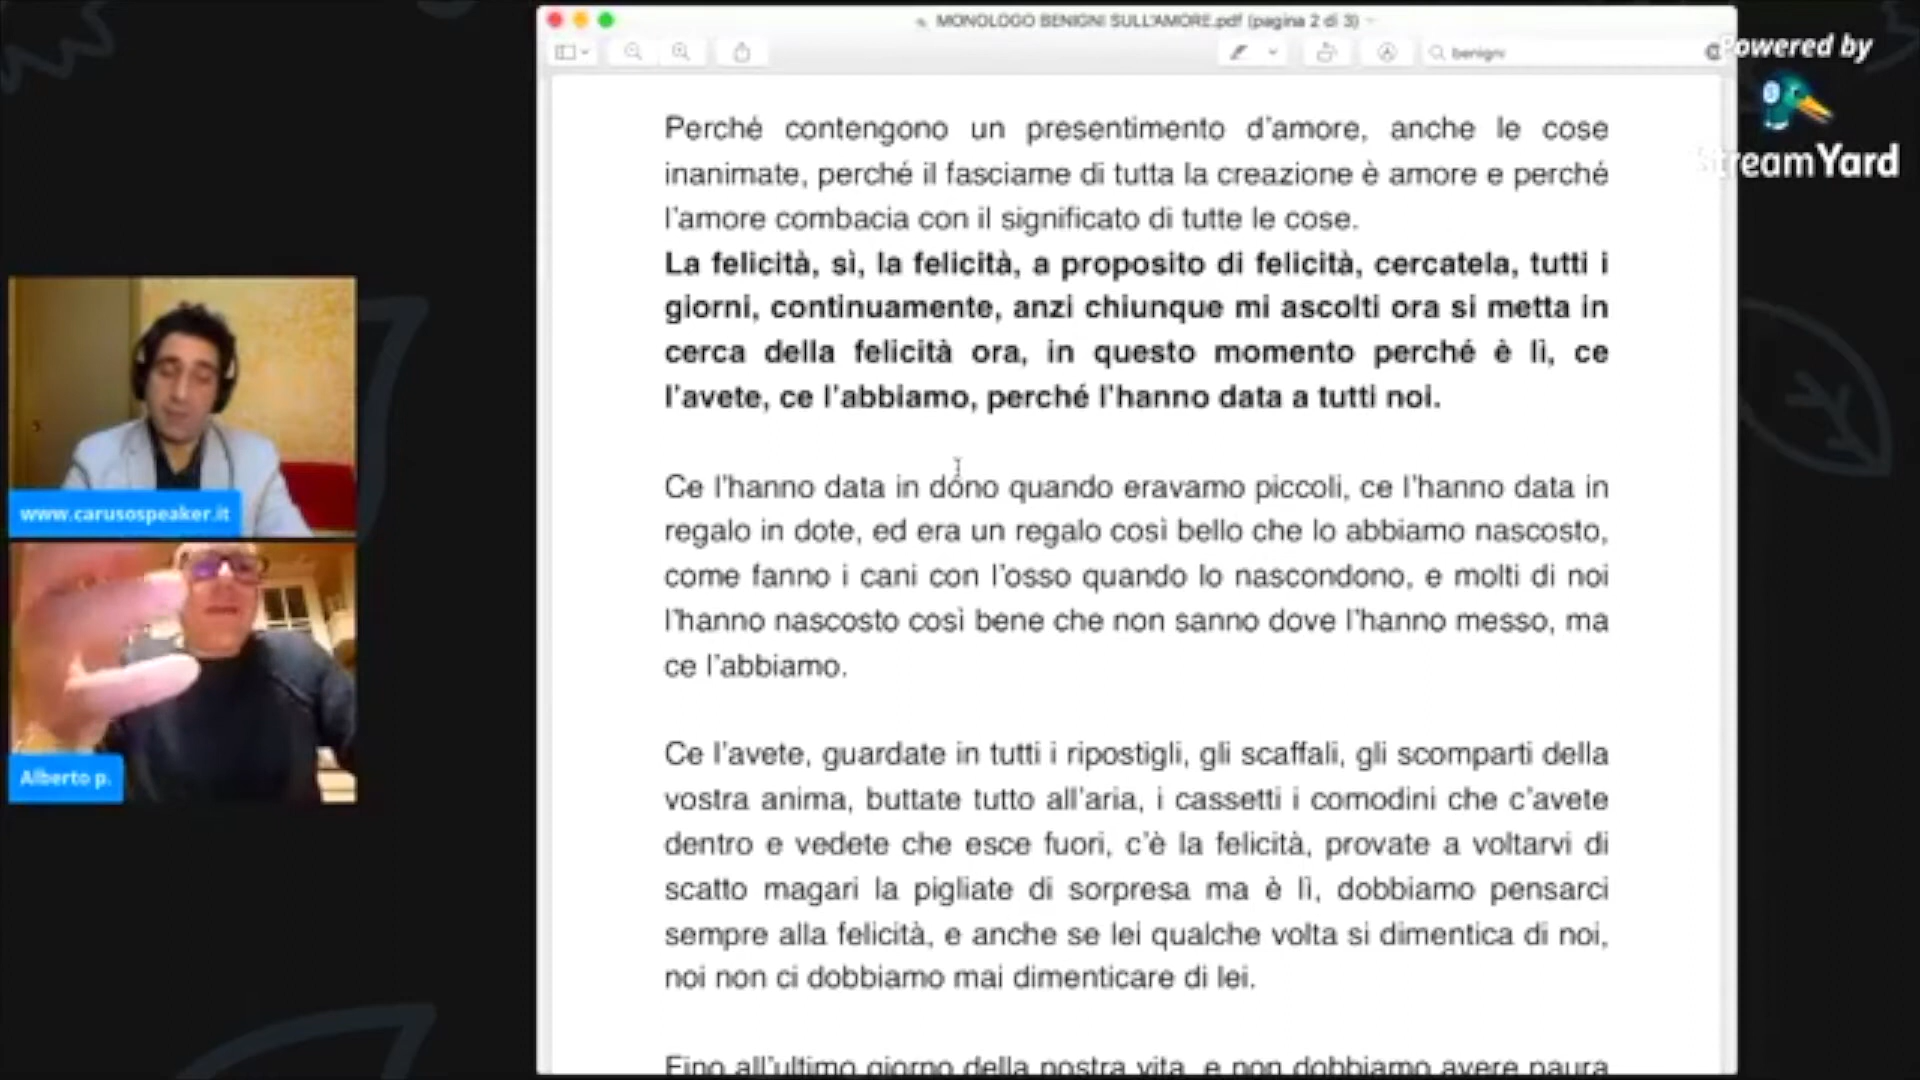 MONOLOGO BENIGNI SULL'AMORE.pdf (pagina 2 di 3)
benigni
Powered by
StreamYard
Perché contengono un presentimento d'amore, anche le cose
inanimate, perché il fasciame di tutta la creazione è amore e perché
l'amore combacia con il significato di tutte le cose.
La felicità, sì, la felicità, a proposito di felicità, cercatela, tutti i
giorni, continuamente, anzi chiunque mi ascolti ora si metta in
cerca della felicità ora, in questo momento perché è lì, ce
l'avete, ce l'abbiamo, perché l'hanno data a tutti noi.
Ce l'hanno data in dono quando eravamo piccoli, ce l'hanno data in
regalo in dote, ed era un regalo così bello che lo abbiamo nascosto,
come fanno i cani con l'osso quando lo nascondono, e molti di noi
l'hanno nascosto così bene che non sanno dove l'hanno messo, ma
ce l'abbiamo.
Ce l'avete, guardate in tutti i ripostigli, gli scaffali, gli scomparti della
vostra anima, buttate tutto all'aria, i cassetti i comodini che c'avete
dentro e vedete che esce fuori, c'è la felicità, provate a voltarvi di
scatto magari la pigliate di sorpresa ma è lì, dobbiamo pensarci
sempre alla felicità, e anche se lei qualche volta si dimentica di noi,
noi non ci dobbiamo mai dimenticare di lei.
Fino all'ultimo giorno della nostra vita, e non dobbiamo avere paura
www.carusospeaker.it
Alberto p.